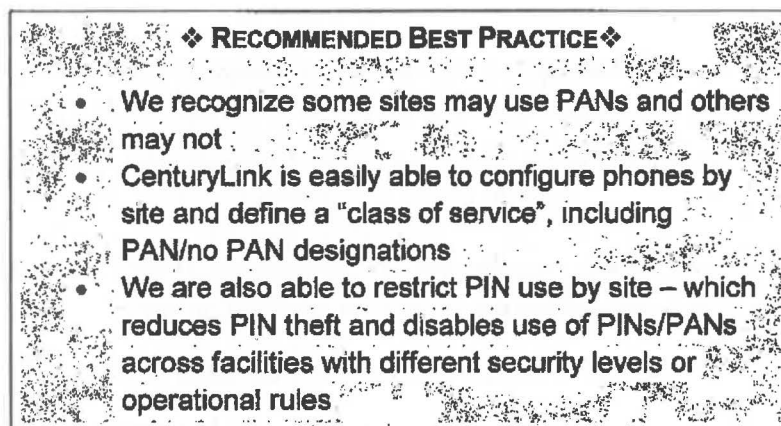 ❖ RECOMMENDED BEST PRACTICE❖
• We recognize some sites may use PANs and others
may not
• CenturyLink is easily able to configure phones by
site and define a "class of service", including
PAN/no PAN designations
• We are also able to restrict PIN use by site – which
reduces PIN theft and disables use of PINs/PANs
across facilities with different security levels or
operational rules